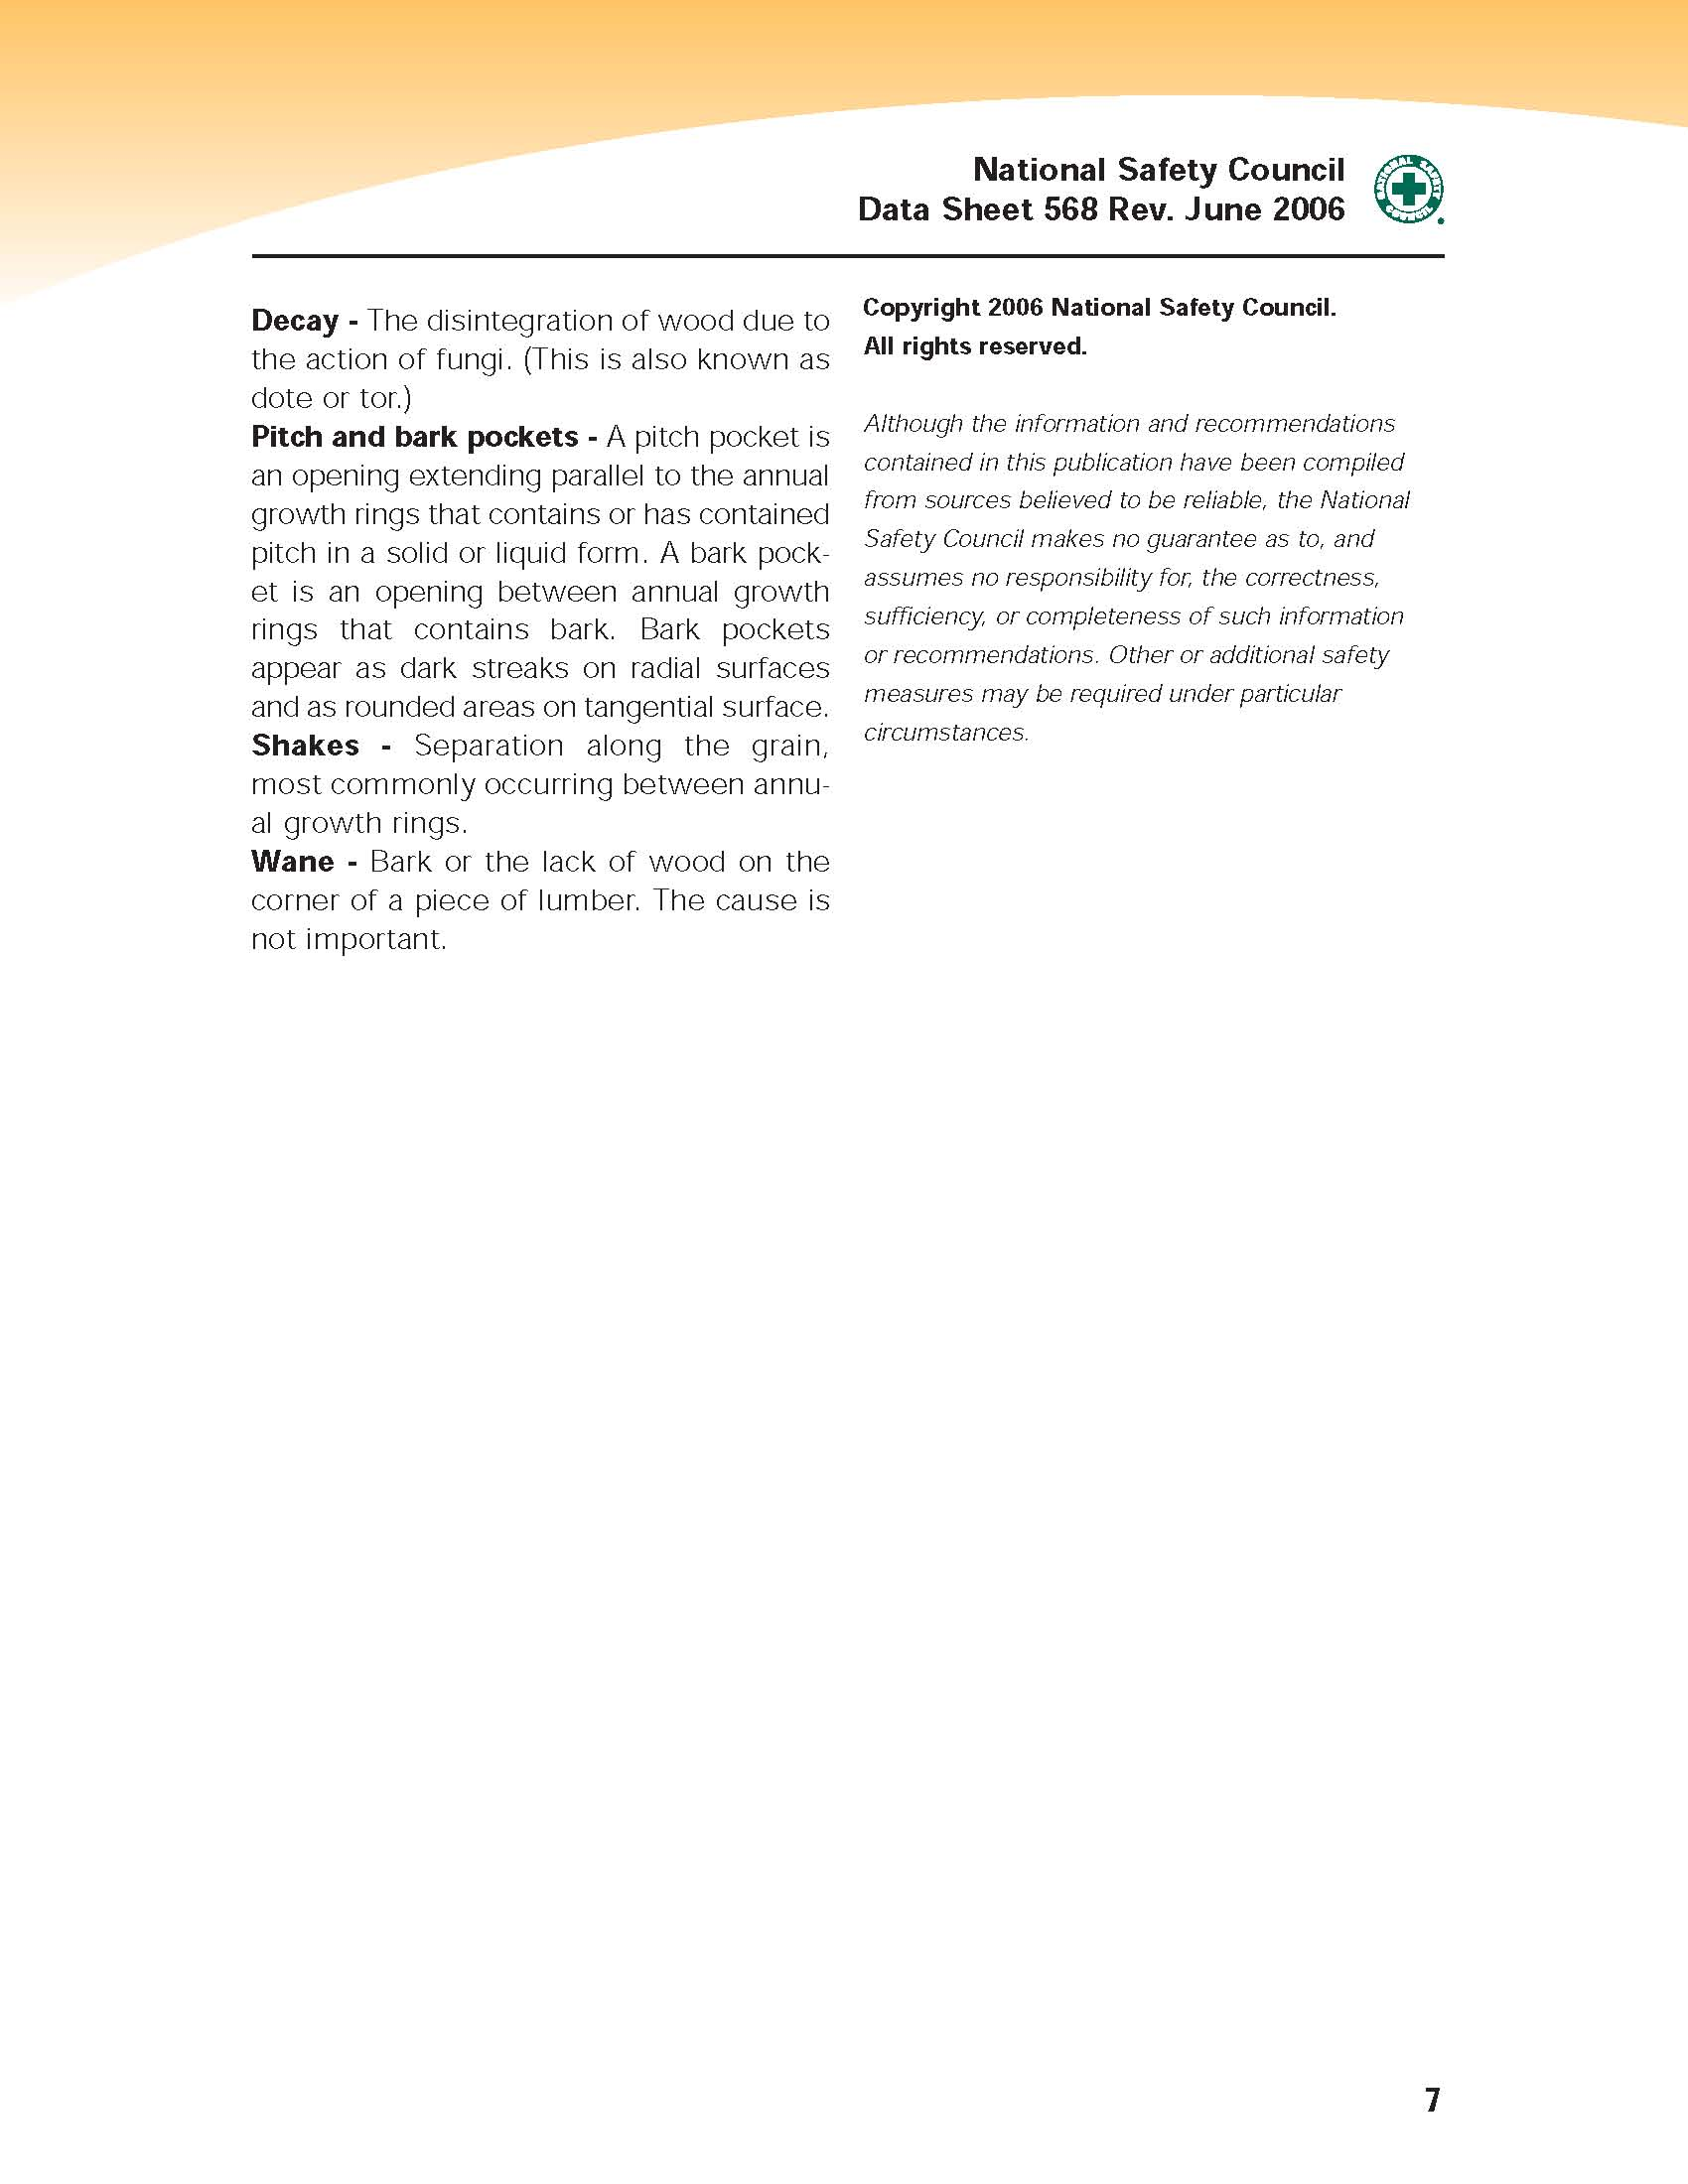 National Safety Council
Data Sheet 568 Rev. June 2006
NATIONAL SAFETY
COUNCIL
Decay - The disintegration of wood due to
the action of fungi. (This is also known as
dote or tor.)
Pitch and bark pockets - A pitch pocket is
an opening extending parallel to the annual
growth rings that contains or has contained
pitch in a solid or liquid form. A bark pock-
et is an opening between annual growth
rings that contains bark. Bark pockets
appear as dark streaks on radial surfaces
and as rounded areas on tangential surface.
Shakes - Separation along the grain,
most commonly occurring between annu-
al growth rings.
Wane - Bark or the lack of wood on the
corner of a piece of lumber. The cause is
not important.
Copyright 2006 National Safety Council.
All rights reserved.
Although the information and recommendations
contained in this publication have been compiled
from sources believed to be reliable, the National
Safety Council makes no guarantee as to, and
assumes no responsibility for, the correctness,
sufficiency, or completeness of such information
or recommendations. Other or additional safety
measures may be required under particular
circumstances.
7